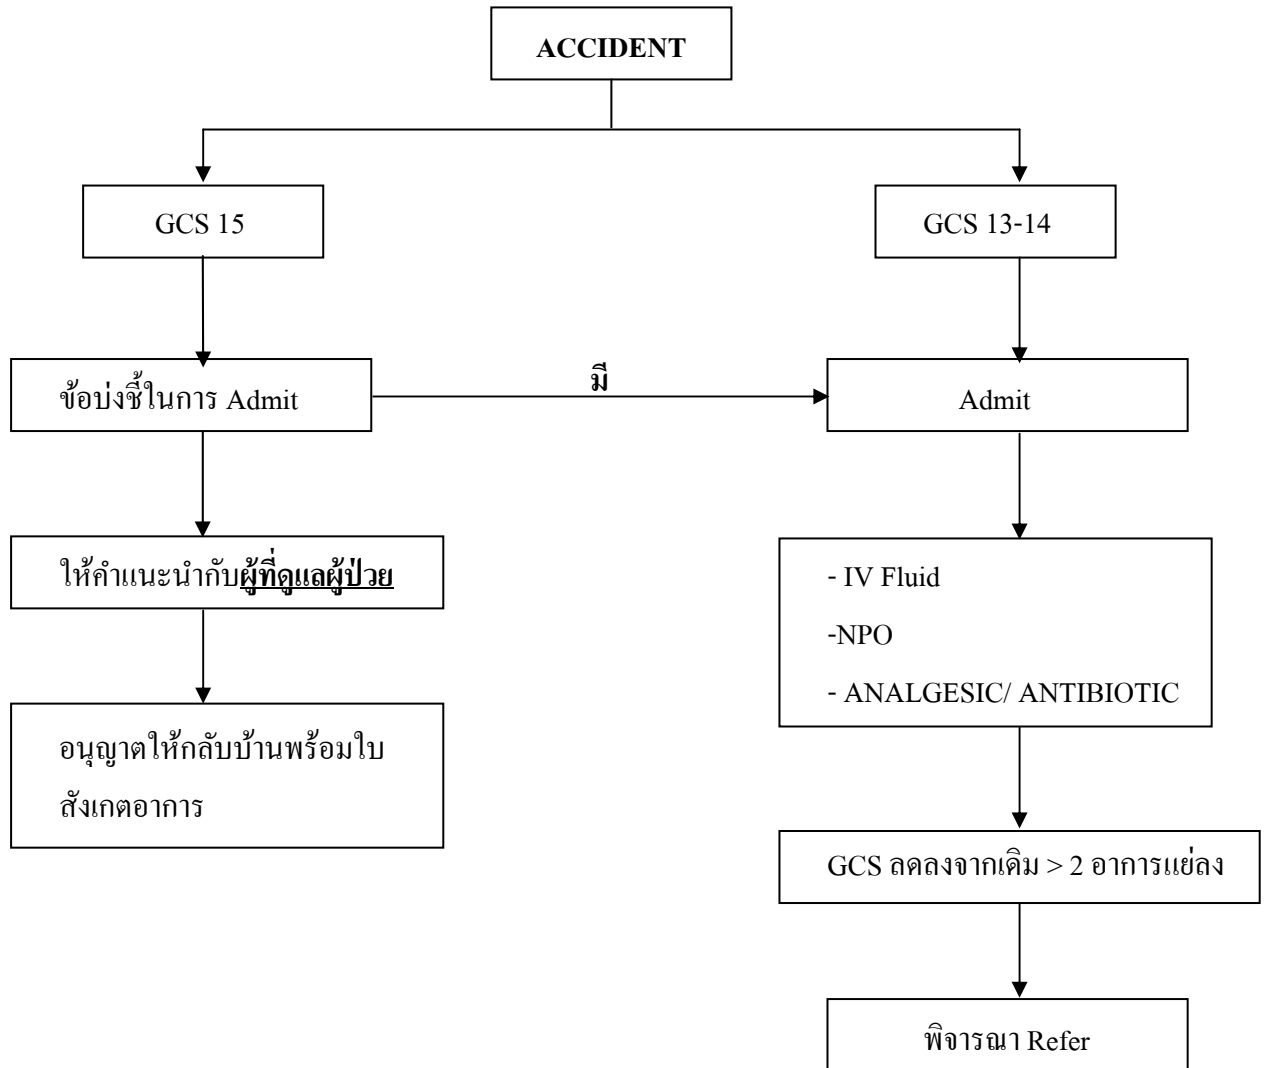 ACCIDENT
GCS 15
GCS 13-14
ข้อบ่งชี้ในการ Admit
มี
Admit
ให้คำแนะนำกับผู้ที่ดูแลผู้ป่วย
- IV Fluid
-NPO
- ANALGESIC/ ANTIBIOTIC
อนุญาตให้กลับบ้านพร้อมใบ
สังเกตอาการ
GCS ลดลงจากเดิม > 2 อาการแย่ลง
พิจารณา Refer